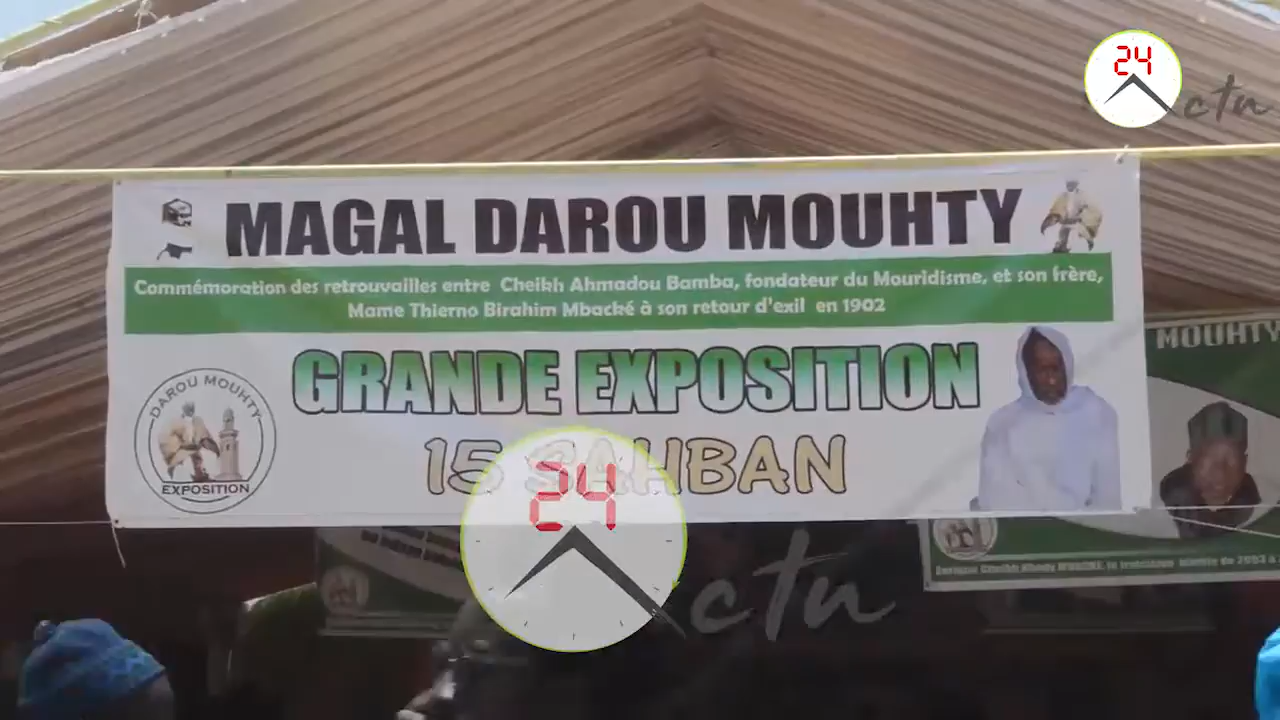 24
ctu
MAGAL DAROU MOUHTY
Commémoration des retrouvailles entre Cheikh Ahmadou Bamba, fondateur du Mouridisme, et son frère,
Mame Thierno Birahim Mbacké à son retour d'exil en 1902
MOUHTY
GRANDE EXPOSITION
DAROU MOUHTY
EXPOSITION
15 SAHBAN
24
ctu